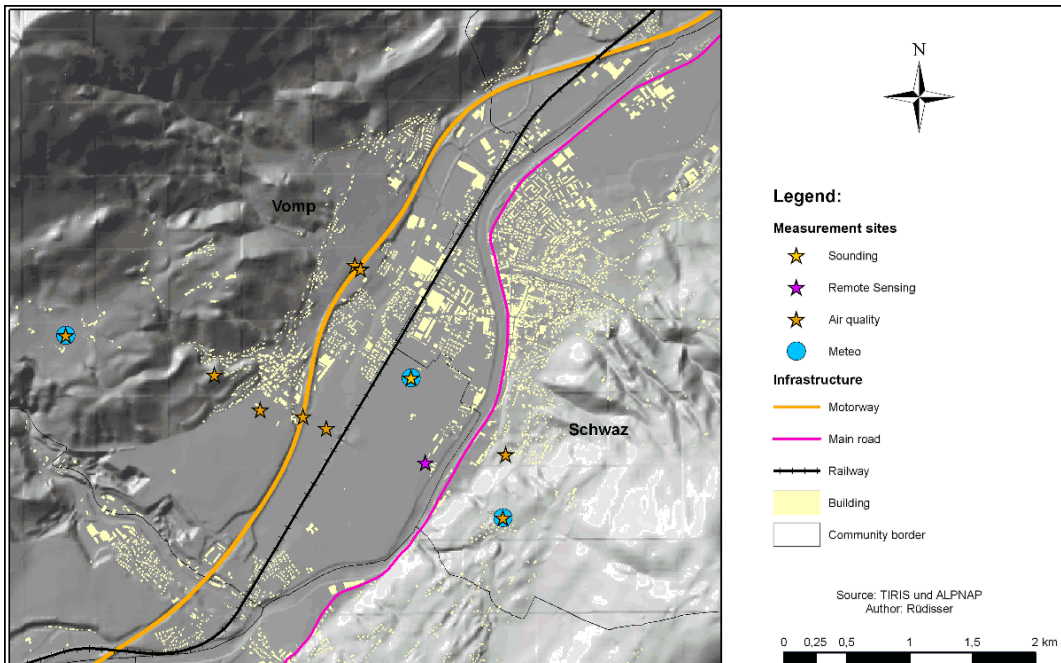 Vomp
Schwaz
N
Legend:
Measurement sites
Sounding
Remote Sensing
Air quality
Meteo
Infrastructure
Motorway
Main road
Railway
Building
Community border
Source: TIRIS und ALPNAP
Author: Rüdisser
0 0,25 0,5 1 1,5 2 km